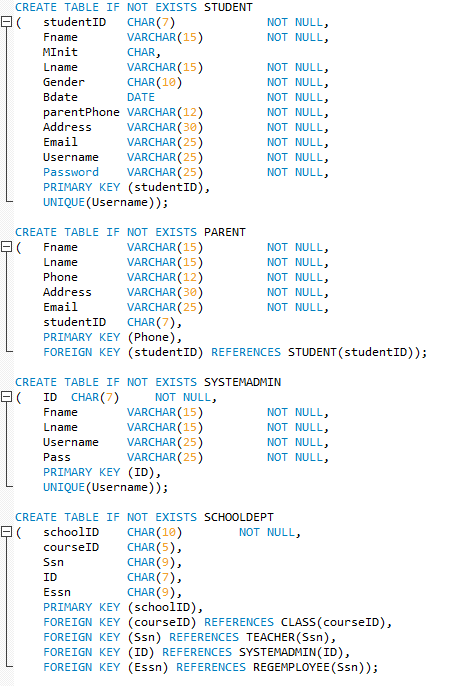 CREATE TABLE IF NOT EXISTS STUDENT
( studentID CHAR(7) NOT NULL,
Fname VARCHAR(15) NOT NULL,
MInit CHAR,
Lname VARCHAR(15) NOT NULL,
Gender CHAR(10) NOT NULL,
Bdate DATE NOT NULL,
parentPhone VARCHAR(12) NOT NULL,
Address VARCHAR(30) NOT NULL,
Email VARCHAR(25) NOT NULL,
Username VARCHAR(25) NOT NULL,
Password VARCHAR(25) NOT NULL,
PRIMARY KEY (studentID),
UNIQUE(Username));
CREATE TABLE IF NOT EXISTS PARENT
( Fname VARCHAR(15) NOT NULL,
Lname VARCHAR(15) NOT NULL,
Phone VARCHAR(12) NOT NULL,
Address VARCHAR(30) NOT NULL,
Email VARCHAR(25) NOT NULL,
studentID CHAR(7),
PRIMARY KEY (Phone),
FOREIGN KEY (studentID) REFERENCES STUDENT(studentID));
CREATE TABLE IF NOT EXISTS SYSTEMADMIN
( ID CHAR(7) NOT NULL,
Fname VARCHAR(15) NOT NULL,
Lname VARCHAR(15) NOT NULL,
Username VARCHAR(25) NOT NULL,
Pass VARCHAR(25) NOT NULL,
PRIMARY KEY (ID),
UNIQUE(Username));
CREATE TABLE IF NOT EXISTS SCHOOLDEPT
( schoolID CHAR(10) NOT NULL,
courseID CHAR(5),
Ssn CHAR(9),
ID CHAR(7),
Essn CHAR(9),
PRIMARY KEY (schoolID),
FOREIGN KEY (courseID) REFERENCES CLASS(courseID),
FOREIGN KEY (Ssn) REFERENCES TEACHER(Ssn),
FOREIGN KEY (ID) REFERENCES SYSTEMADMIN(ID),
FOREIGN KEY (Essn) REFERENCES REGEMPLOYEE(Ssn));